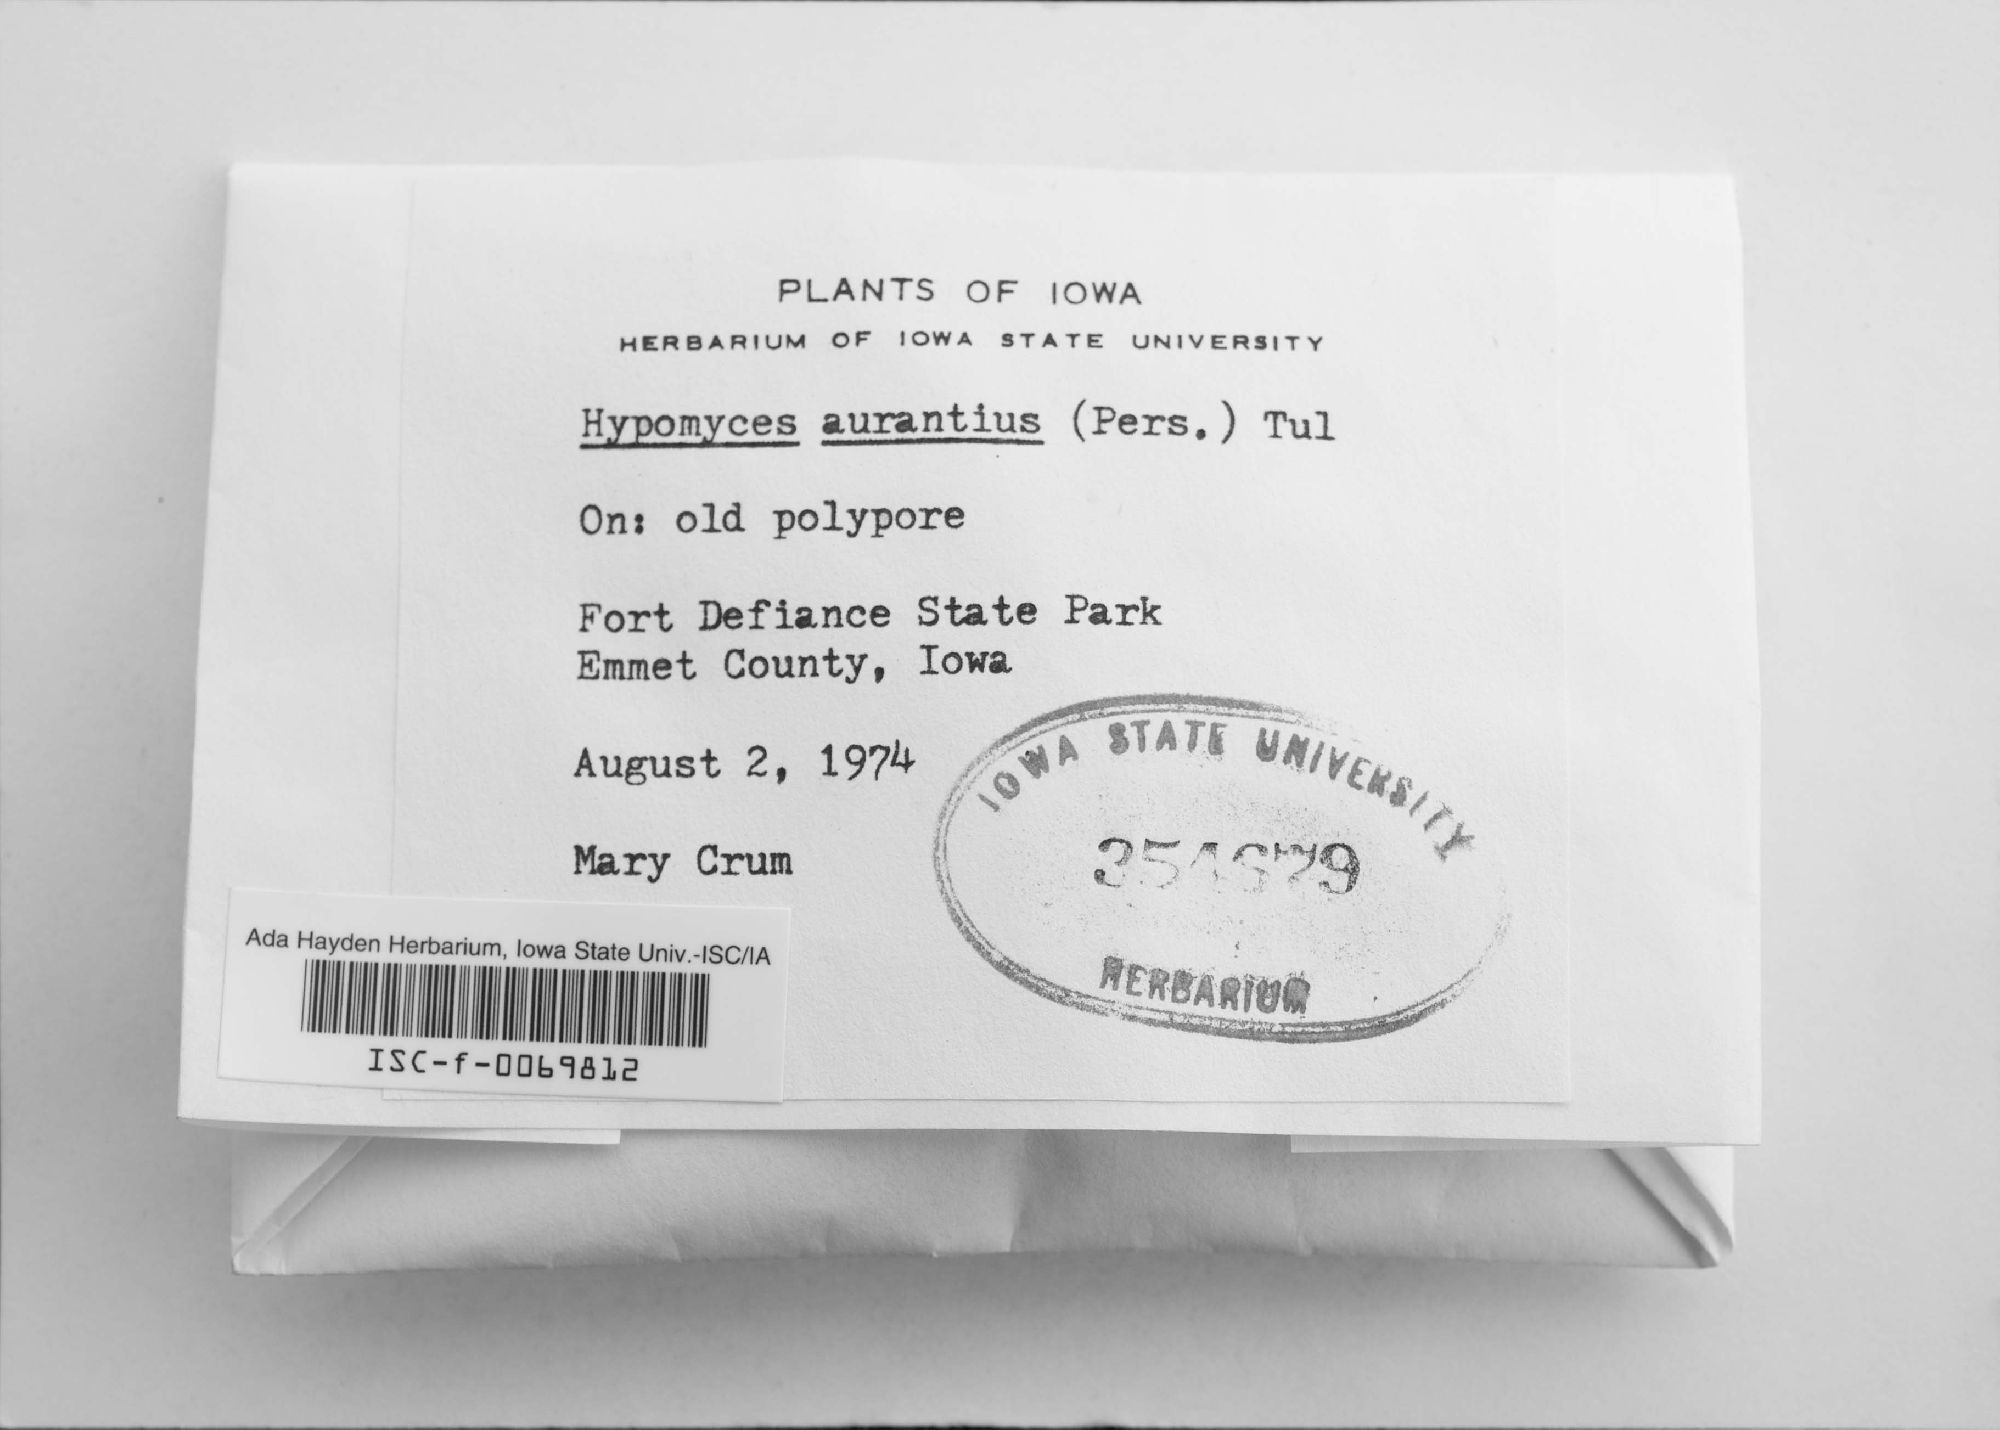 PLANTS OF IOWA
HERBARIUM OF IOWA STATE UNIVERSITY
Hypomyces aurantius (Pers.) Tul
On: old polypore
Fort Defiance State Park
Emmet County, Iowa
August 2, 1974
Mary Crum
IOWA STATE UNIVERSITY
HERBARIUM
Ada Hayden Herbarium, Iowa State Univ.-ISC/IA
ISC-f-0069812